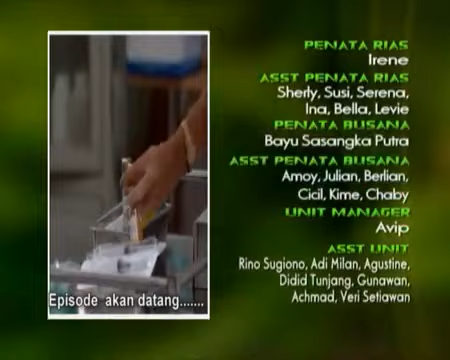 PENATA RIAS
Irene
ASST PENATA RIAS
Sherly, Susi, Serena,
Ina, Bella, Levie
PENATA BUSANA
Bayu Sasangka Putra
ASST PENATA BUSANA
Amoy, Julian, Berlian,
Cicil, Kime, Chaby
UNIT MANAGER
Avip
ASST UNIT
Rino Sugiono, Adi Milan, Agustine,
Didid Tunjang, Gunawan,
Achmad, Veri Setiawan
Episode akan datang.......